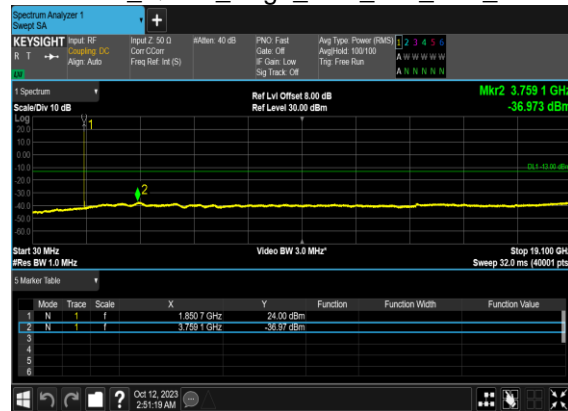 Spectrum Analyzer 1
Swept SA
+
KEYSIGHT
R T
LW
Input: RF
Coupling: DC
Align: Auto
Input Z: 50 Ω
Corr CCorr
Freq Ref: Int (S)
#Atten: 40 dB
PNO: Fast
Gate: Off
IF Gain: Low
Sig Track: Off
Avg Type: Power (RMS)
Avg|Hold: 100/100
Trig: Free Run
1 2 3 4 5 6
A W W W W W
A N N N N N
1 Spectrum
Scale/Div 10 dB
Ref Lvl Offset 8.00 dB
Ref Level 30.00 dBm
Mkr2 3.759 1 GHz
-36.973 dBm
Log
20.0
10.0
0.00
-10.0
-20.0
-30.0
-40.0
-50.0
-60.0
1
2
DL1 -13.00 dBm
Start 30 MHz
#Res BW 1.0 MHz
Video BW 3.0 MHz*
Stop 19.100 GHz
Sweep 32.0 ms (40001 pts)
5 Marker Table
Mode Trace Scale X Y Function Function Width Function Value
1 N 1 f 1.850 7 GHz 24.00 dBm
2 N 1 f 3.759 1 GHz -36.97 dBm
3
4
5
6
?
Oct 12, 2023
2:51:19 AM